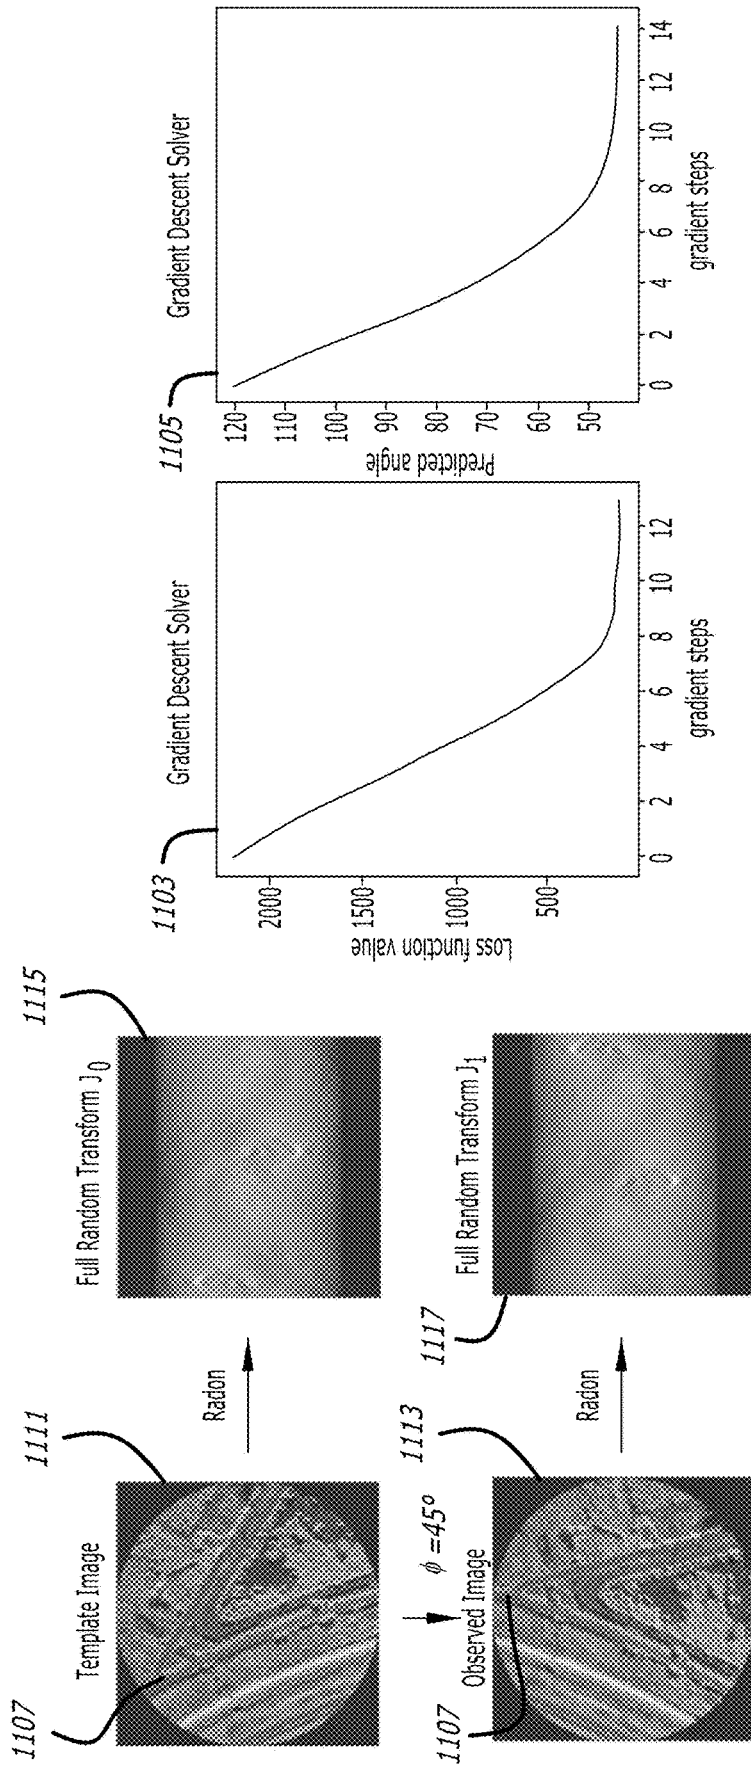 1107
Template Image
1111
Radon
Full Random Transform J0
1115
ϕ =45º
1107
Observed Image
1113
Radon
1117
Full Random Transform J1
1103
Gradient Descent Solver
Loss function value
2000
1500
1000
500
0 2 4 6 8 10 12
gradient steps
1105
Gradient Descent Solver
Predicted angle
120
110
100
90
80
70
60
50
0 2 4 6 8 10 12 14
gradient steps